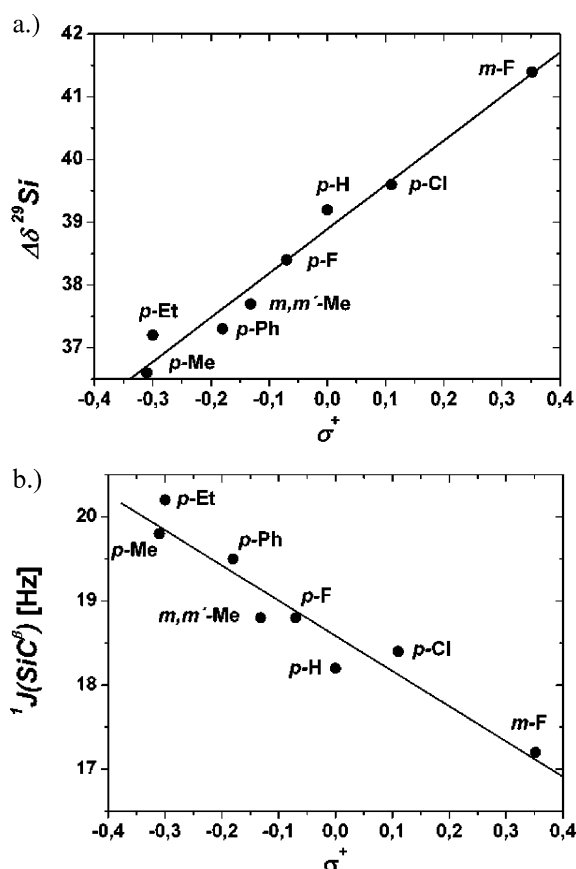 a.)
42
41
40
39
38
37
36
-0,4
-0,3
-0,2
-0,1
0,0
0,1
0,2
0,3
0,4
Δδ ²⁹Si
σ⁺
m-F
p-H
p-Cl
p-F
p-Et
m,m´-Me
p-Ph
p-Me
b.)
20
19
18
17
-0,4
-0,3
-0,2
-0,1
0,0
0,1
0,2
0,3
0,4
¹J(SiCᵝ) [Hz]
σ⁺
p-Et
p-Me
p-Ph
p-F
m,m´-Me
p-Cl
p-H
m-F